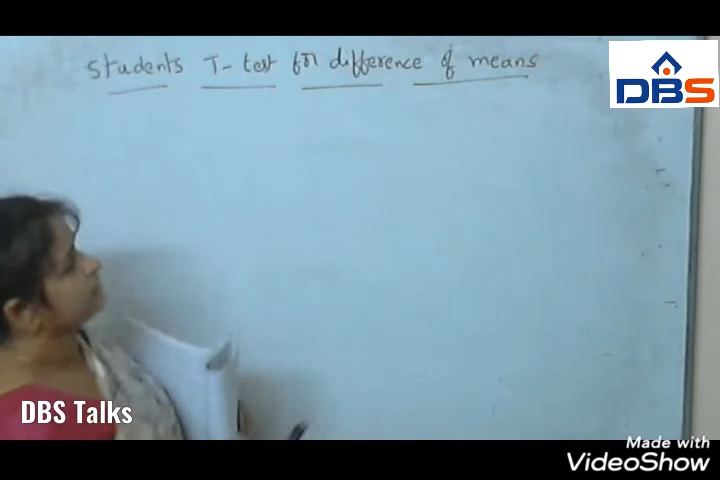 students T-test for difference of means
DBS
DBS Talks
Made with
VideoShow